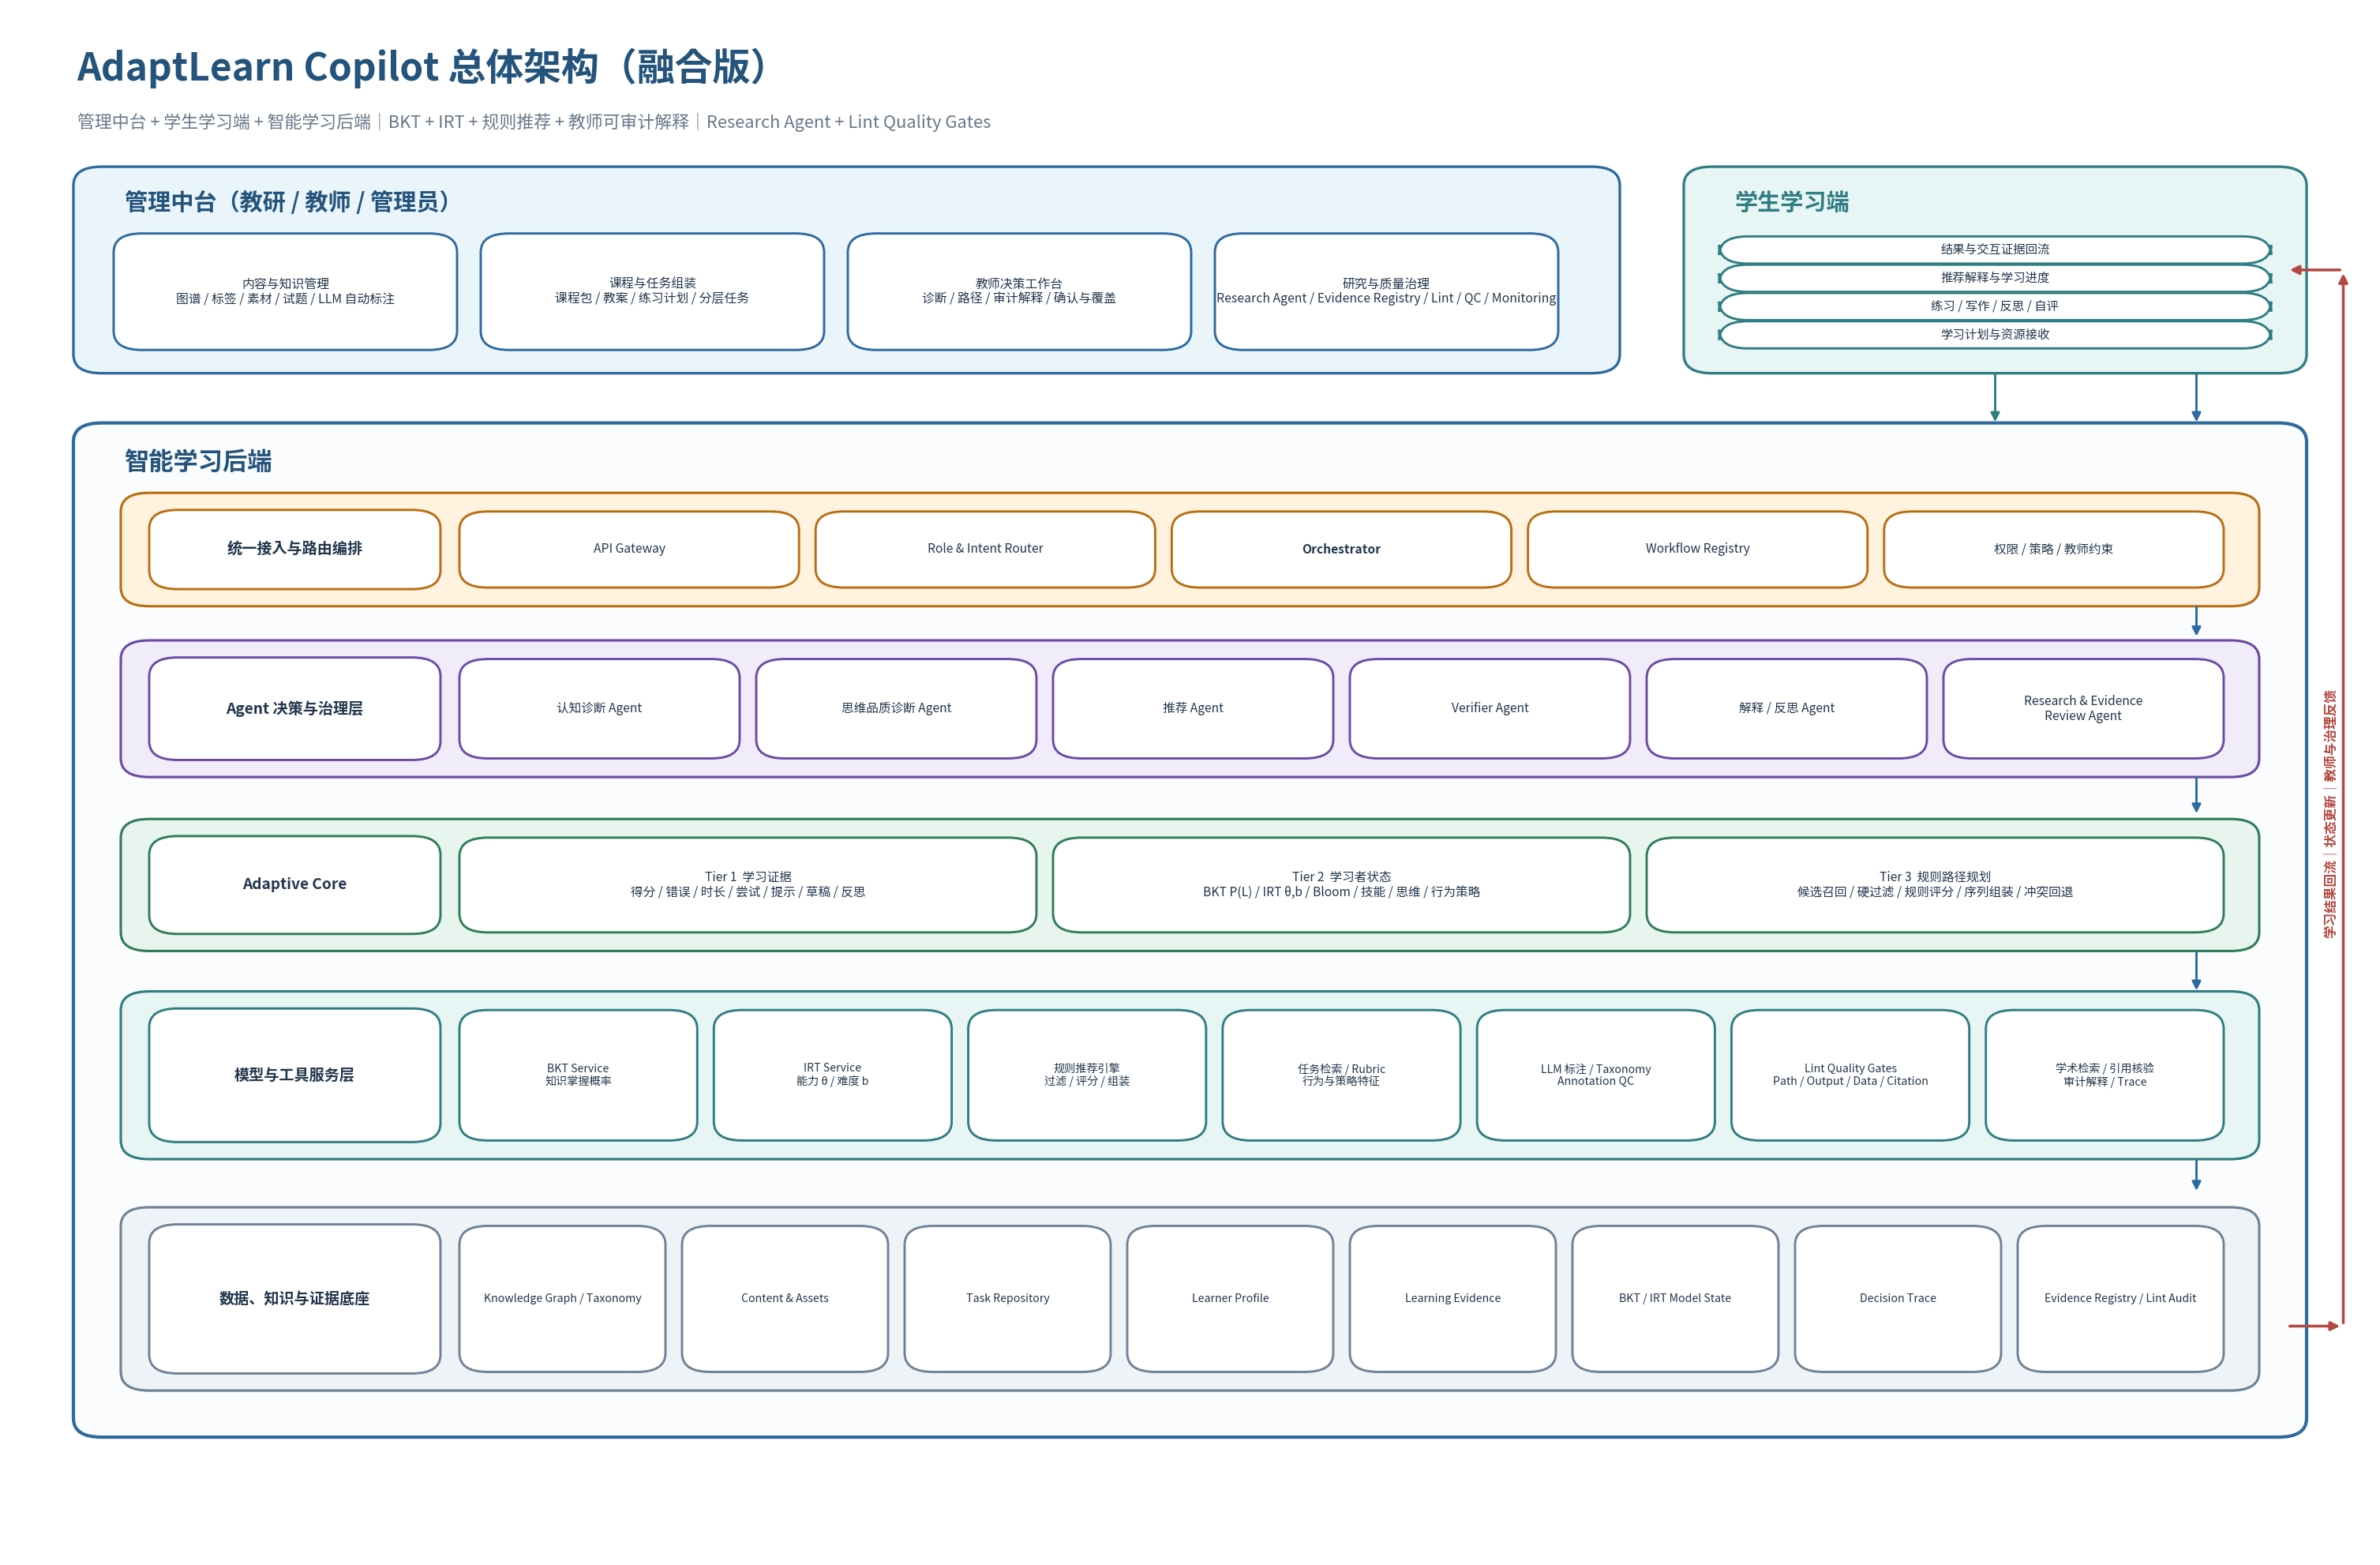 AdaptLearn Copilot 总体架构（融合版）
管理中台 + 学生学习端 + 智能学习后端｜BKT + IRT + 规则推荐 + 教师可审计解释｜Research Agent + Lint Quality Gates
管理中台（教研 / 教师 / 管理员）
内容与知识管理
图谱 / 标签 / 素材 / 试题 / LLM 自动标注
课程与任务组装
课程包 / 教案 / 练习计划 / 分层任务
教师决策工作台
诊断 / 路径 / 审计解释 / 确认与覆盖
研究与质量治理
Research Agent / Evidence Registry / Lint / QC / Monitoring
学生学习端
结果与交互证据回流
推荐解释与学习进度
练习 / 写作 / 反思 / 自评
学习计划与资源接收
智能学习后端
统一接入与路由编排
API Gateway
Role & Intent Router
Orchestrator
Workflow Registry
权限 / 策略 / 教师约束
Agent 决策与治理层
认知诊断 Agent
思维品质诊断 Agent
推荐 Agent
Verifier Agent
解释 / 反思 Agent
Research & Evidence
Review Agent
Adaptive Core
Tier 1 学习证据
得分 / 错误 / 时长 / 尝试 / 提示 / 草稿 / 反思
Tier 2 学习者状态
BKT P(L) / IRT θ,b / Bloom / 技能 / 思维 / 行为策略
Tier 3 规则路径规划
候选召回 / 硬过滤 / 规则评分 / 序列组装 / 冲突回退
模型与工具服务层
BKT Service
知识掌握概率
IRT Service
能力 θ / 难度 b
规则推荐引擎
过滤 / 评分 / 组装
任务检索 / Rubric
行为与策略特征
LLM 标注 / Taxonomy
Annotation QC
Lint Quality Gates
Path / Output / Data / Citation
学术检索 / 引用核验
审计解释 / Trace
数据、知识与证据底座
Knowledge Graph / Taxonomy
Content & Assets
Task Repository
Learner Profile
Learning Evidence
BKT / IRT Model State
Decision Trace
Evidence Registry / Lint Audit
学习结果回流｜状态更新｜教师与治理反馈